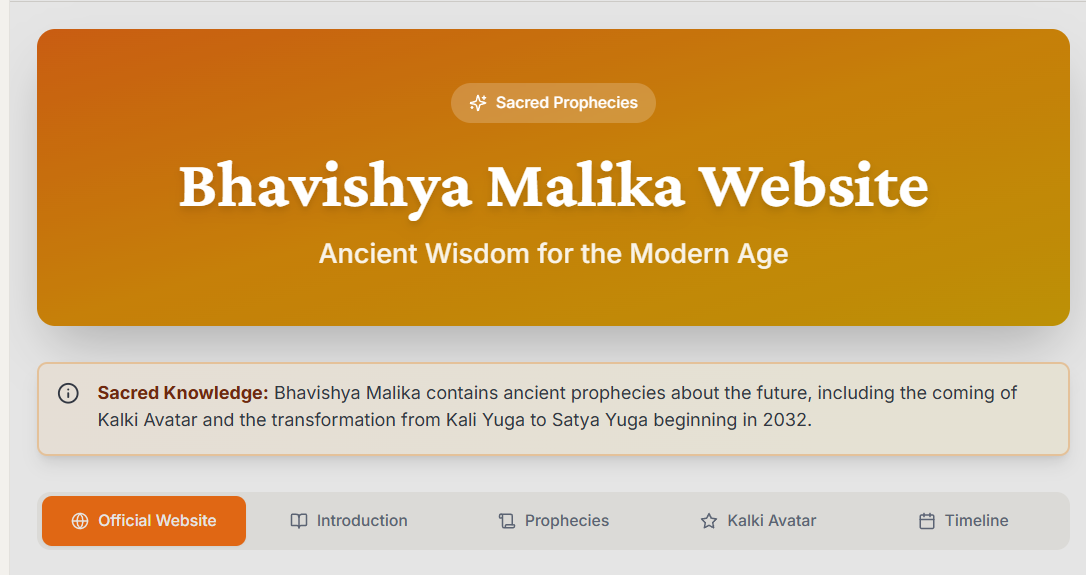 Sacred Prophecies
Bhavishya Malika Website
Ancient Wisdom for the Modern Age
Sacred Knowledge: Bhavishya Malika contains ancient prophecies about the future, including the coming of
Kalki Avatar and the transformation from Kali Yuga to Satya Yuga beginning in 2032.
Official Website Introduction Prophecies Kalki Avatar Timeline